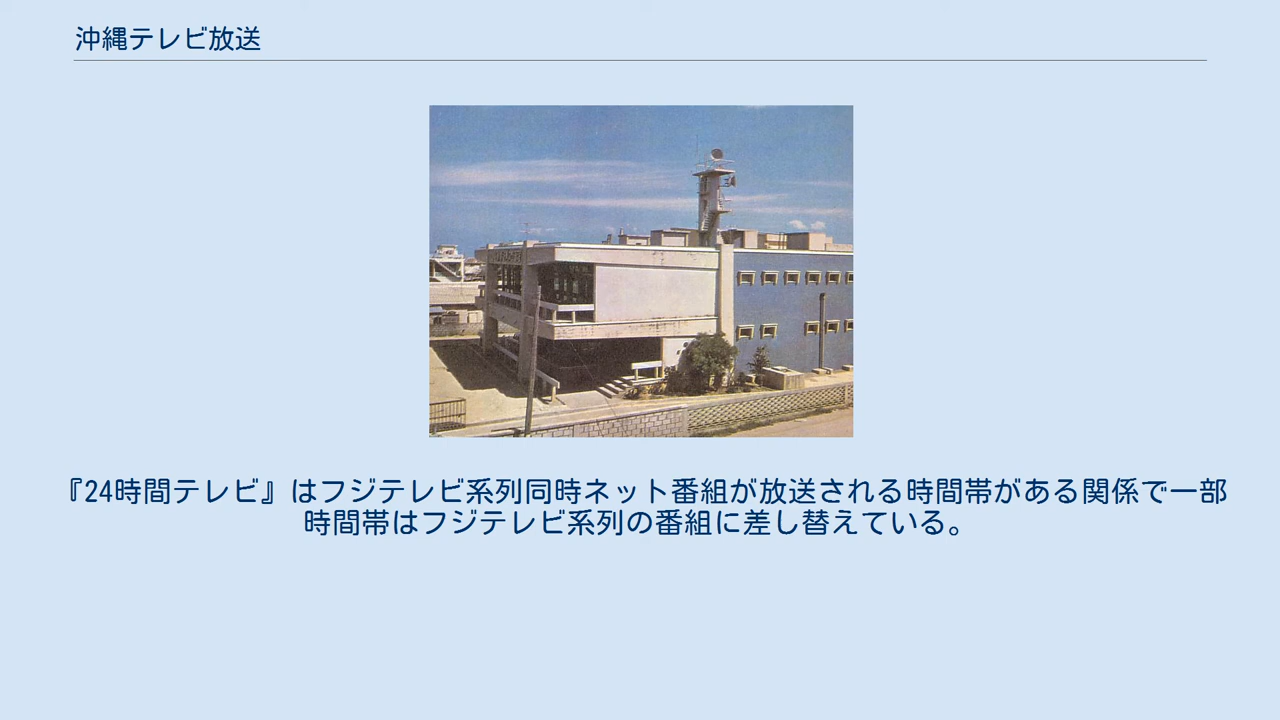 沖縄テレビ放送
『24時間テレビ』はフジテレビ系列同時ネット番組が放送される時間帯がある関係で一部
時間帯はフジテレビ系列の番組に差し替えている。